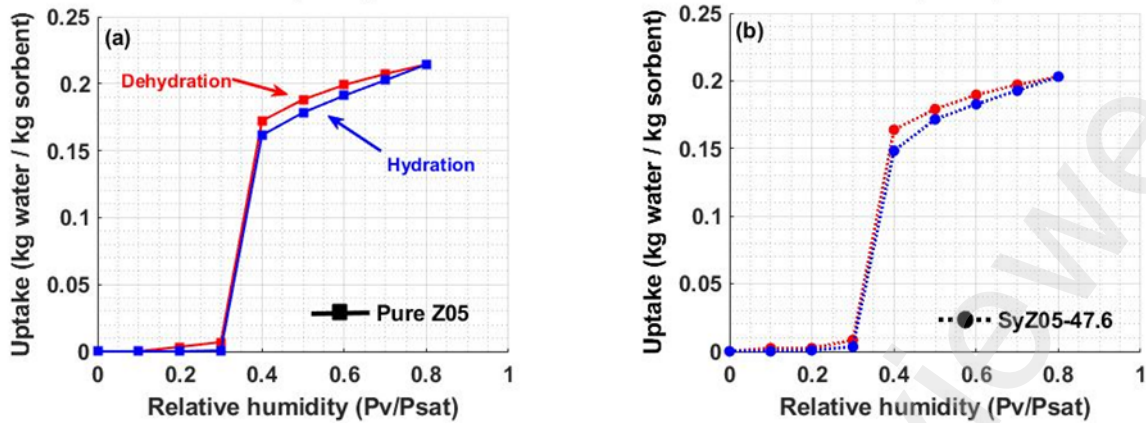 (a)
Uptake (kg water / kg sorbent)
0.25
0.2
0.15
0.1
0.05
0
Dehydration
Hydration
Pure Z05
0 0.2 0.4 0.6 0.8 1
Relative humidity (Pv/Psat)
(b)
Uptake (kg water / kg sorbent)
0.25
0.2
0.15
0.1
0.05
0
SyZ05-47.6
0 0.2 0.4 0.6 0.8 1
Relative humidity (Pv/Psat)